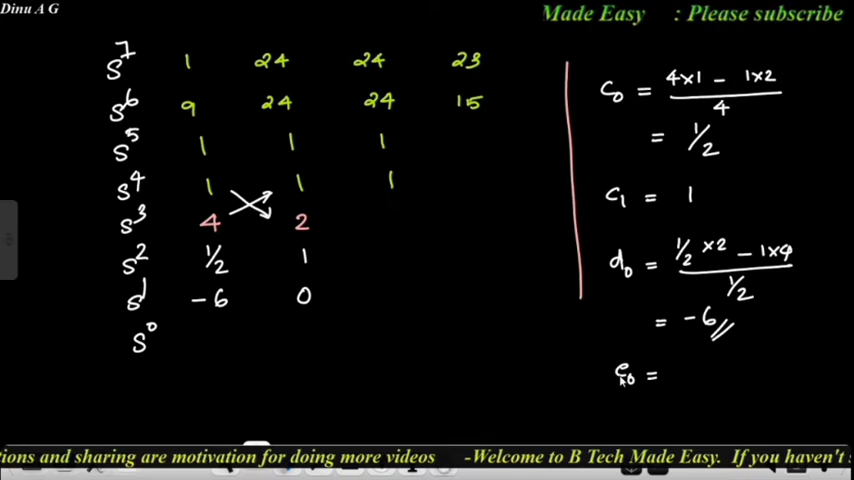 Dinu A G
Made Easy : Please subscribe
S⁷ 1 24 24 23
S⁶ 9 24 24 15
S⁵ 1 1 1
S⁴ 1 1 1
S³ 4 2
S² 1/2 1
S¹ -6 0
S⁰
C₀ = (4×1 - 1×2)/4
= 1/2
C₁ = 1
d₀ = (1/2 ×2 - 1×4)/(1/2)
= -6//
e₀ =
tions and sharing are motivation for doing more videos -Welcome to B Tech Made Easy. If you haven't s